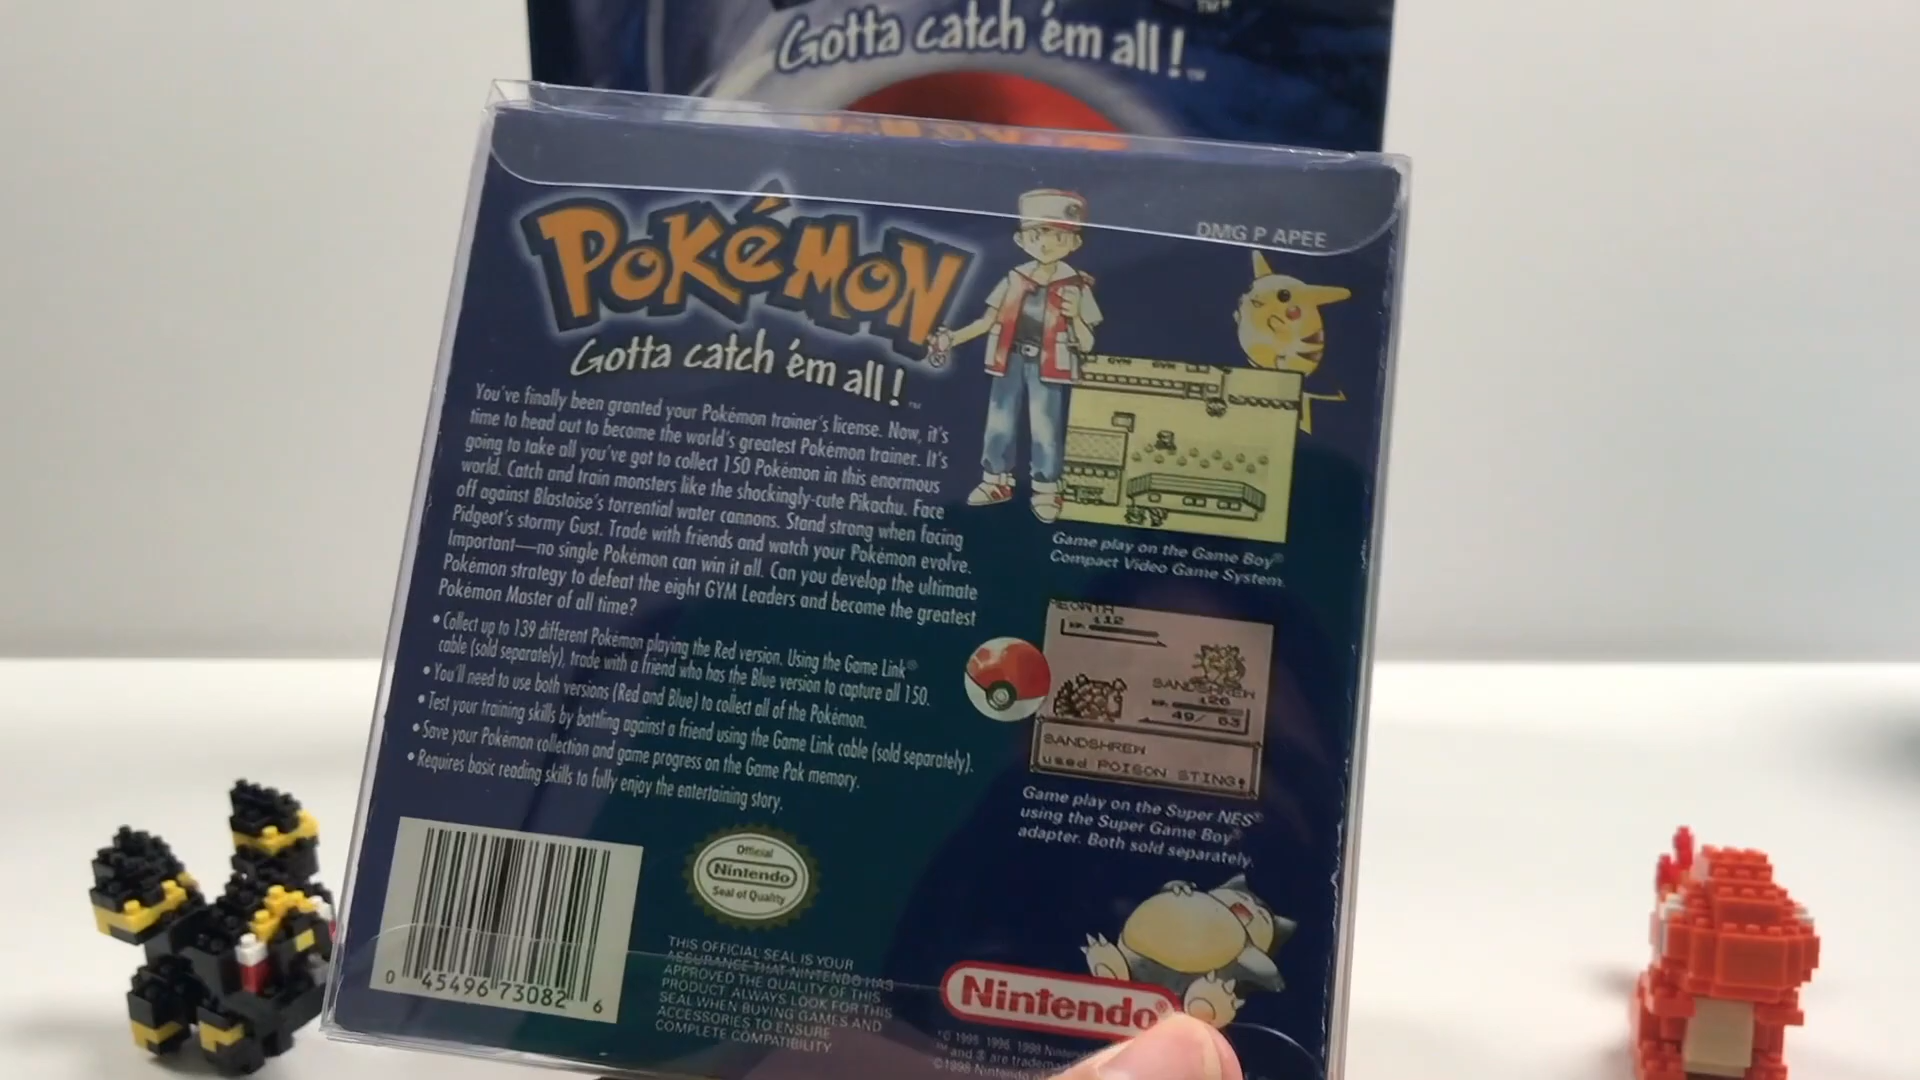 Gotta catch 'em all!
POKéMON
Gotta catch 'em all!
DMG P APEE
You've finally been granted your Pokémon trainer's license. Now, it's
time to head out to become the world's greatest Pokémon trainer. It's
going to take all you've got to collect 150 Pokémon in this enormous
world. Catch and train monsters like the shockingly-cute Pikachu. Face
off against Blastoise's torrential water cannons. Stand strong when facing
Pidgeot's stormy Gust. Trade with friends and watch your Pokémon evolve.
Important—no single Pokémon can win it all. Can you develop the ultimate
Pokémon strategy to defeat the eight GYM Leaders and become the greatest
Pokémon Master of all time?
• Collect up to 139 different Pokémon playing the Red version. Using the Game Link®
cable (sold separately), trade with a friend who has the Blue version to capture all 150.
• You'll need to use both versions (Red and Blue) to collect all of the Pokémon.
• Test your training skills by battling against a friend using the Game Link cable (sold separately).
• Save your Pokémon collection and game progress on the Game Pak memory.
• Requires basic reading skills to fully enjoy the entertaining story.
GYM
Game play on the Game Boy®
Compact Video Game System.
:L12
SANDSHREW
:L26
49/ 63
SANDSHREW
used POISON STING!
Game play on the Super NES®
using the Super Game Boy®
adapter. Both sold separately.
0 45496 73082 6
Official
Nintendo
Seal of Quality
THIS OFFICIAL SEAL IS YOUR
ASSURANCE THAT NINTENDO HAS
APPROVED THE QUALITY OF THIS
PRODUCT. ALWAYS LOOK FOR THIS
SEAL WHEN BUYING GAMES AND
ACCESSORIES TO ENSURE
COMPLETE COMPATIBILITY.
Nintendo®
1996, 1998 Nintendo
™ and ® are trademarks
©1998 Nintendo of